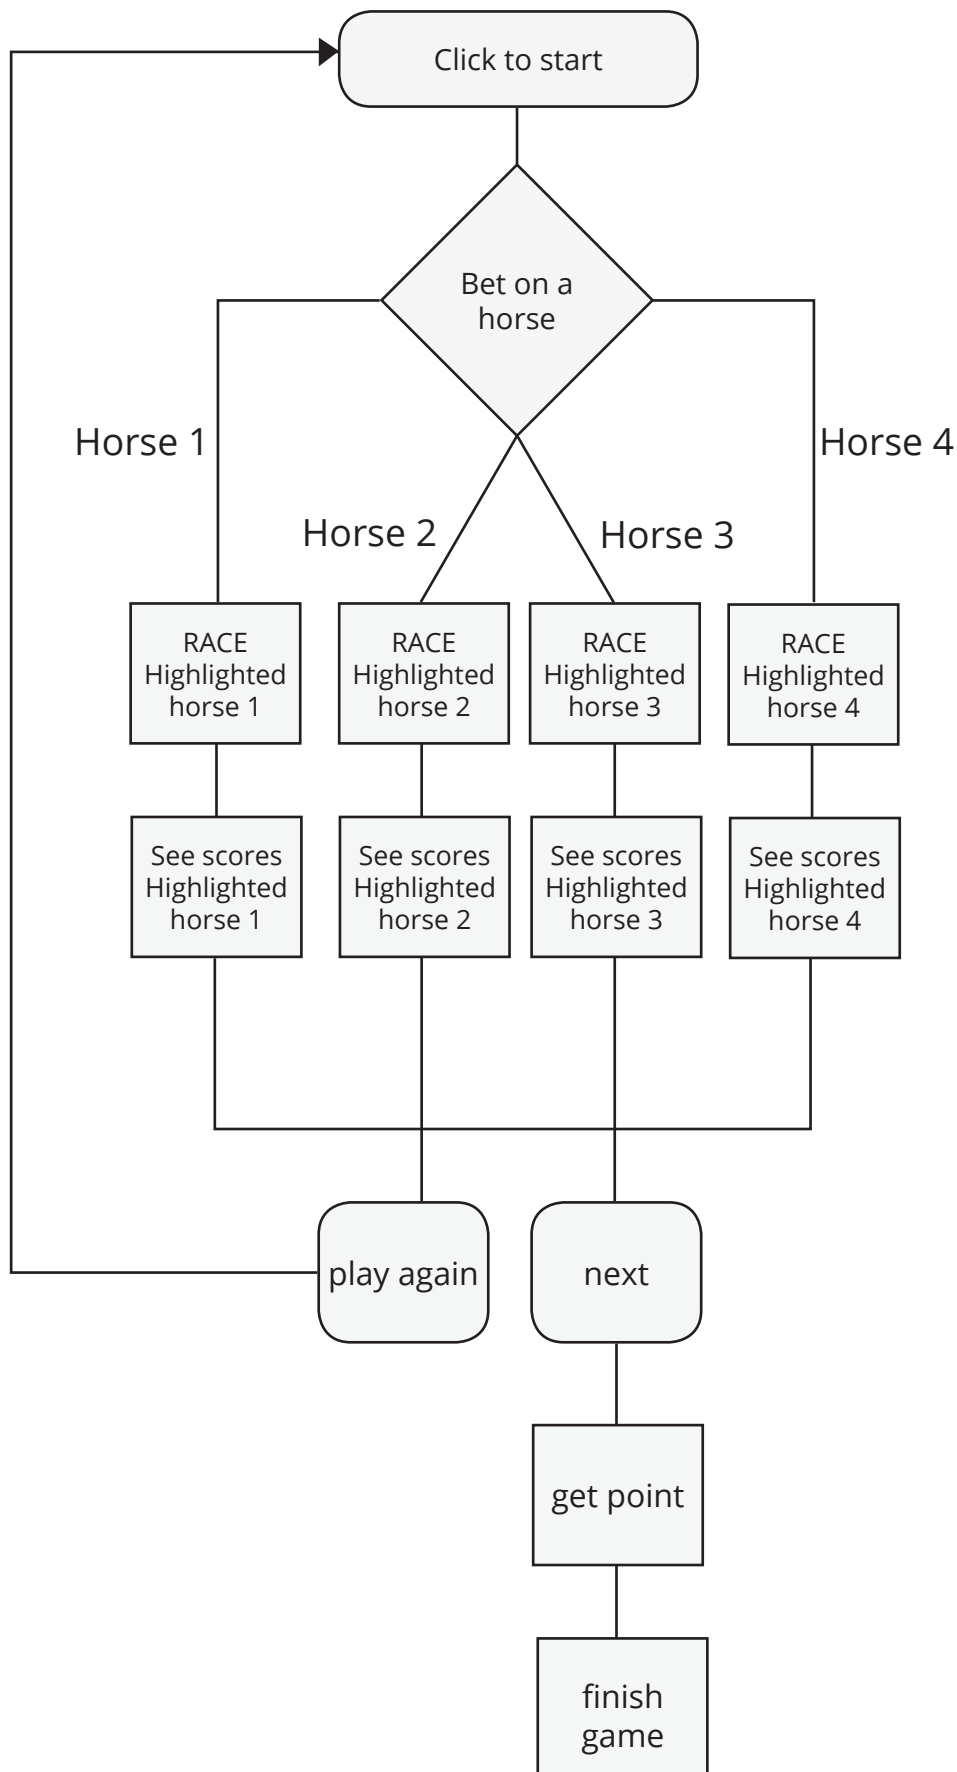 Click to start
Bet on a
horse
Horse 1
Horse 4
Horse 2
Horse 3
RACE
Highlighted
horse 1
RACE
Highlighted
horse 2
RACE
Highlighted
horse 3
RACE
Highlighted
horse 4
See scores
Highlighted
horse 1
See scores
Highlighted
horse 2
See scores
Highlighted
horse 3
See scores
Highlighted
horse 4
play again
next
get point
finish
game